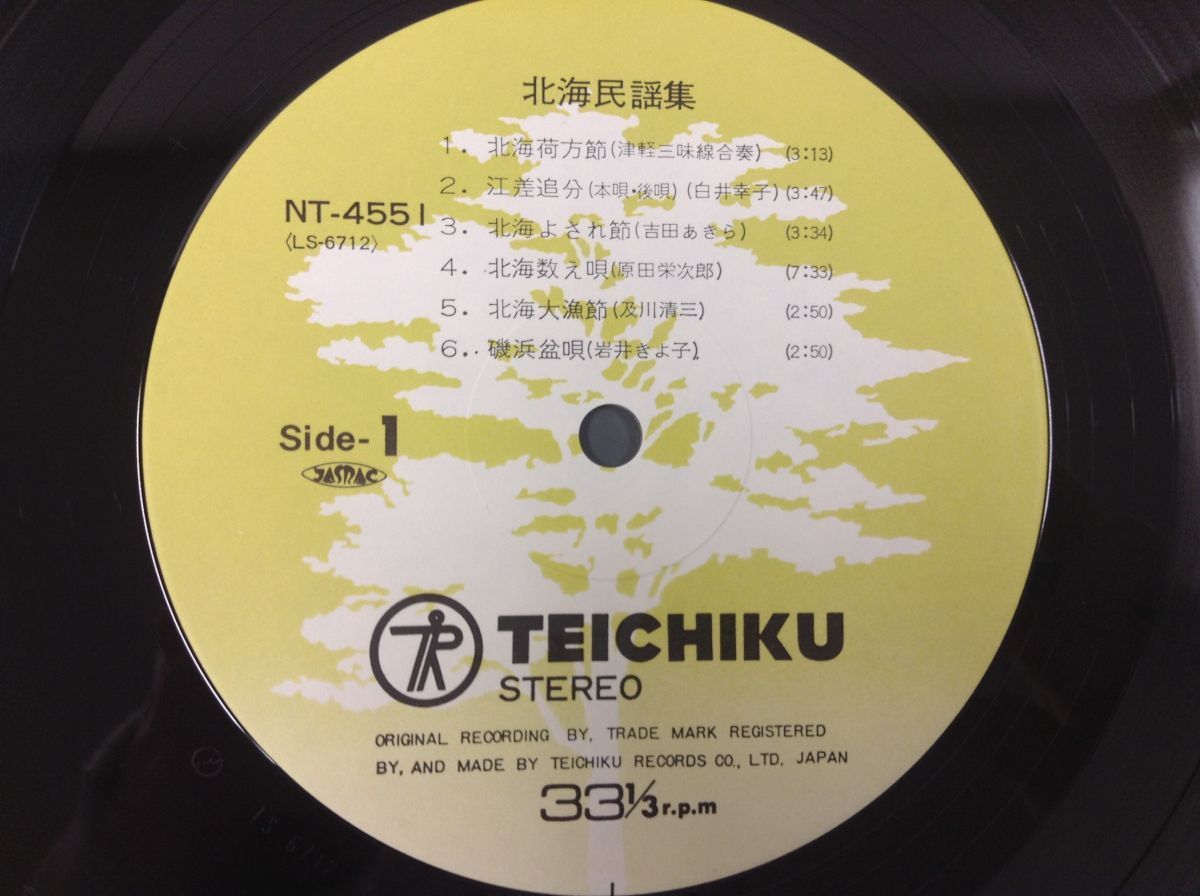 北海民謡集
1. 北海荷方節(津軽三味線合奏) (3:13)
2. 江差追分(本唄・後唄)(白井幸子)(3:47)
3. 北海よされ節(吉田あきら) (3:34)
4. 北海数え唄(原田栄次郎) (7:33)
5. 北海大漁節(及川清三) (2:50)
6. 磯浜盆唄(岩井きよ子) (2:50)
NT-4551
〈LS-6712〉
Side-1
JASRAC
TEICHIKU
STEREO
ORIGINAL RECORDING BY, TRADE MARK REGISTERED
BY, AND MADE BY TEICHIKU RECORDS CO., LTD. JAPAN
33 1/3 r.p.m